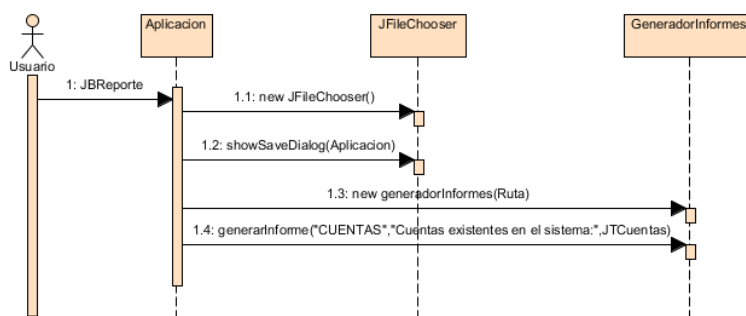 Aplicacion
JFileChooser
GeneradorInformes
Usuario
1: JBReporte
1.1: new JFileChooser()
1.2: showSaveDialog(Aplicacion)
1.3: new generadorInformes(Ruta)
1.4: generarInforme("CUENTAS","Cuentas existentes en el sistema:",JTCuentas)